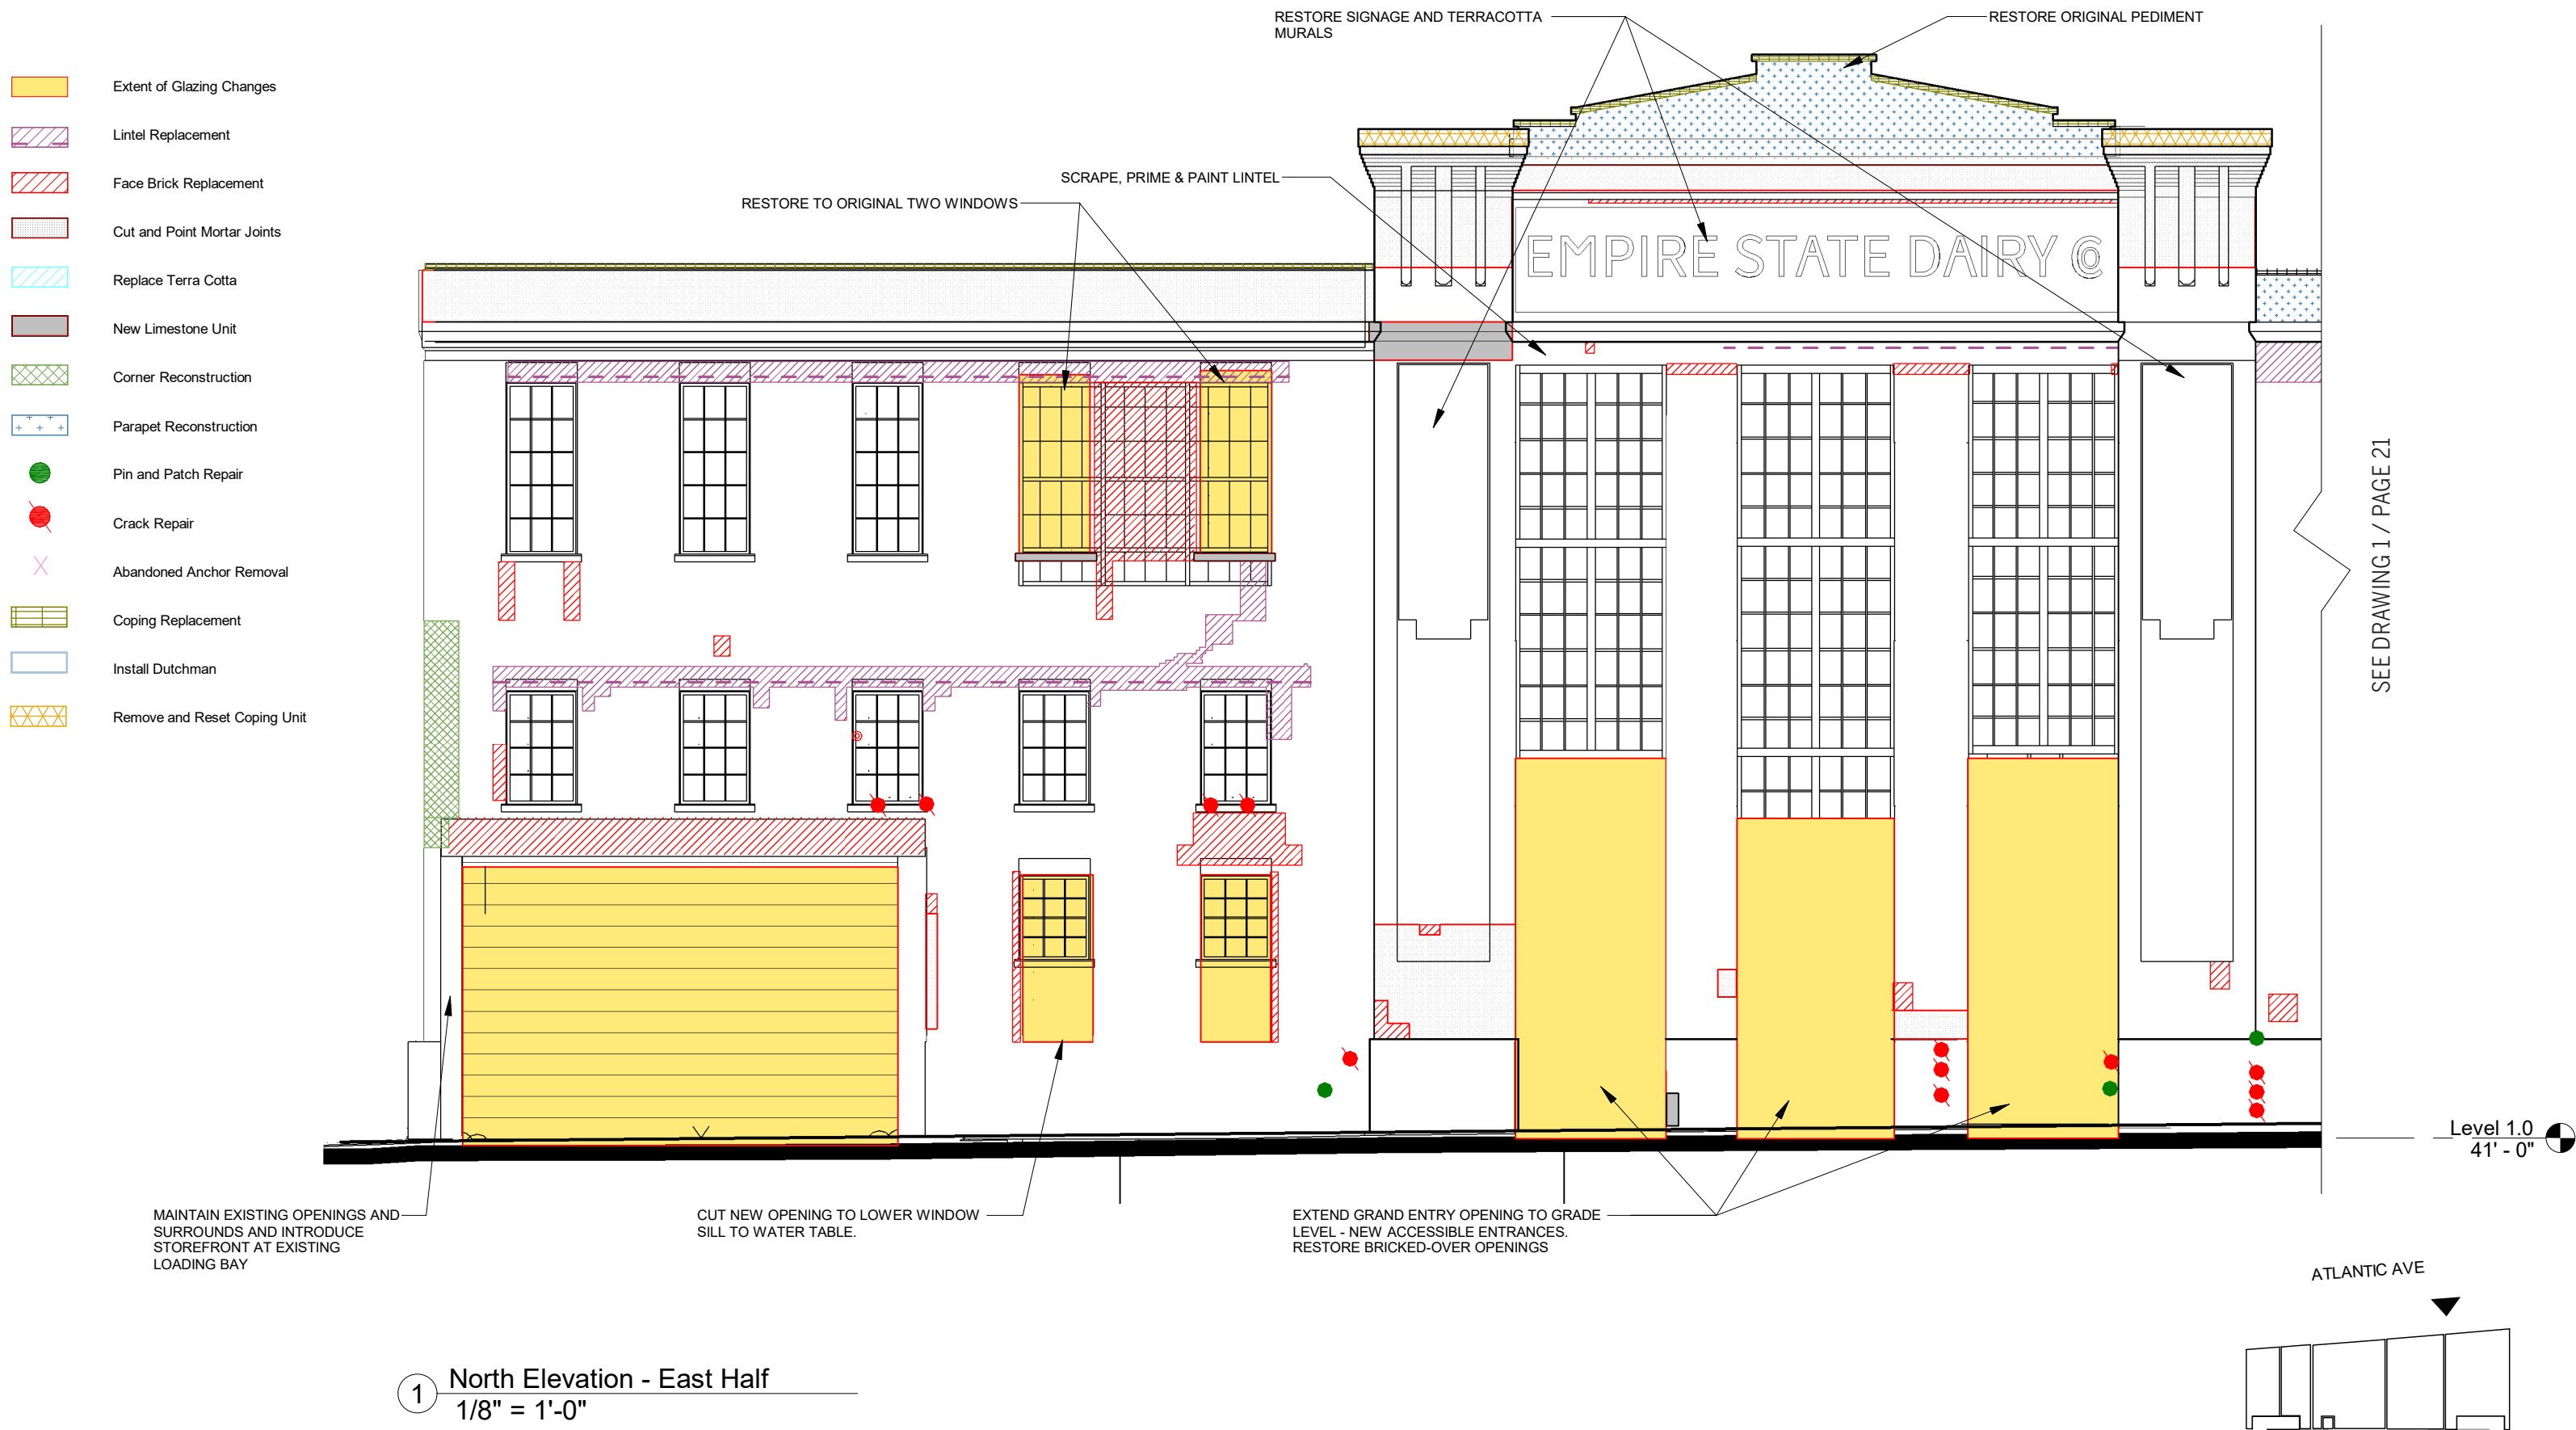 RESTORE SIGNAGE AND TERRACOTTA
MURALS
RESTORE ORIGINAL PEDIMENT
Extent of Glazing Changes
Lintel Replacement
Face Brick Replacement
Cut and Point Mortar Joints
Replace Terra Cotta
New Limestone Unit
Corner Reconstruction
Parapet Reconstruction
Pin and Patch Repair
Crack Repair
Abandoned Anchor Removal
Coping Replacement
Install Dutchman
Remove and Reset Coping Unit
SCRAPE, PRIME & PAINT LINTEL
RESTORE TO ORIGINAL TWO WINDOWS
EMPIRE STATE DAIRY Co
SEE DRAWING 1 / PAGE 21
Level 1.0
41' - 0"
MAINTAIN EXISTING OPENINGS AND
SURROUNDS AND INTRODUCE
STOREFRONT AT EXISTING
LOADING BAY
CUT NEW OPENING TO LOWER WINDOW
SILL TO WATER TABLE.
EXTEND GRAND ENTRY OPENING TO GRADE
LEVEL - NEW ACCESSIBLE ENTRANCES.
RESTORE BRICKED-OVER OPENINGS
ATLANTIC AVE
1
North Elevation - East Half
1/8" = 1'-0"